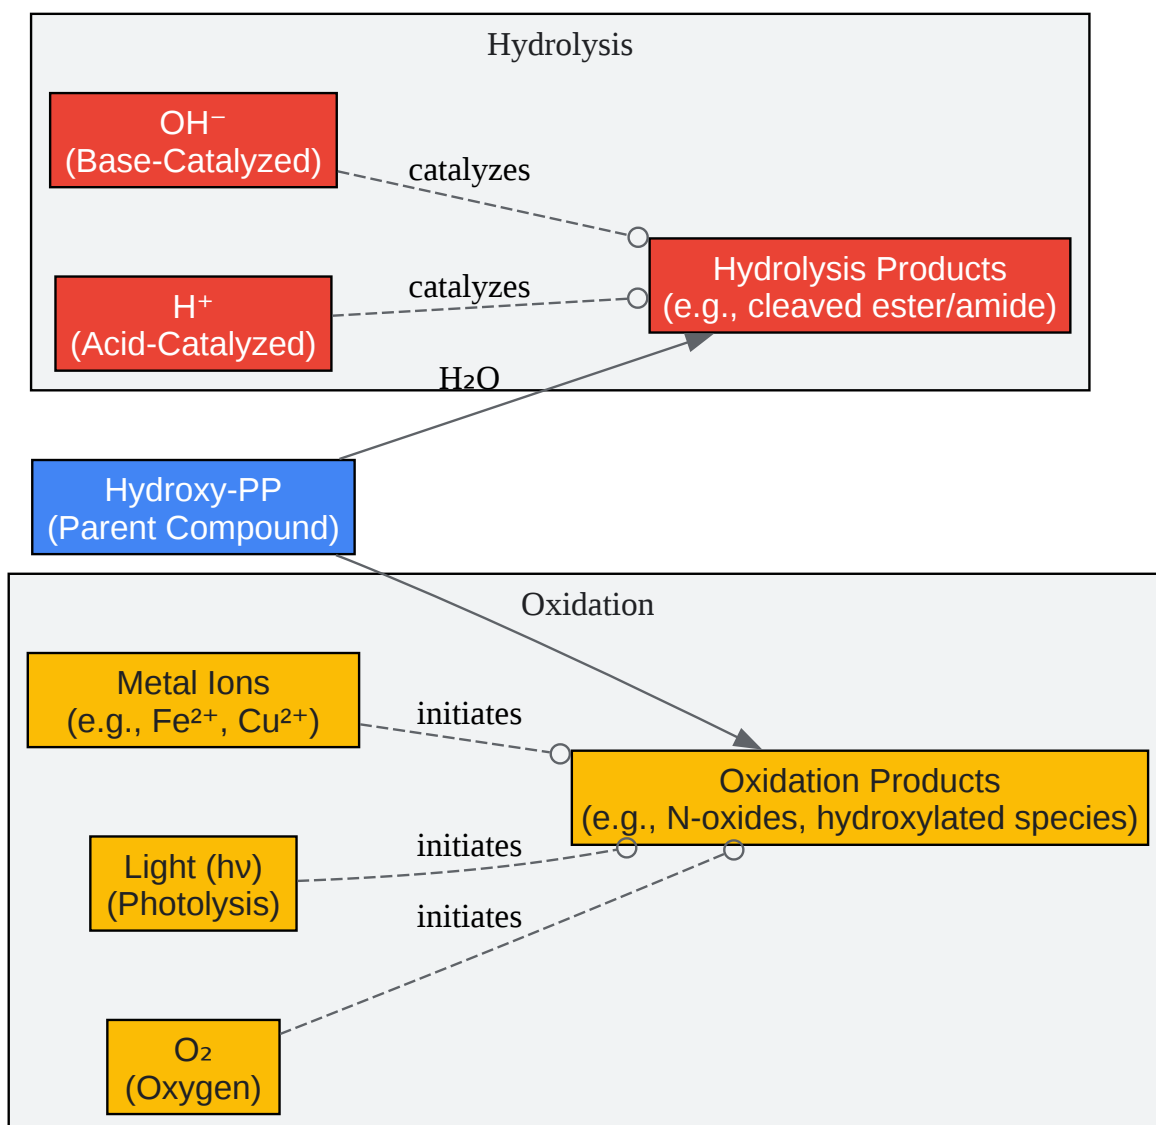 Hydrolysis
OH⁻
(Base-Catalyzed)
catalyzes
Hydrolysis Products
(e.g., cleaved ester/amide)
H⁺
(Acid-Catalyzed)
catalyzes
H₂O
Hydroxy-PP
(Parent Compound)
Oxidation
Metal Ions
(e.g., Fe²⁺, Cu²⁺)
initiates
Oxidation Products
(e.g., N-oxides, hydroxylated species)
Light (hν)
(Photolysis)
initiates
initiates
O₂
(Oxygen)